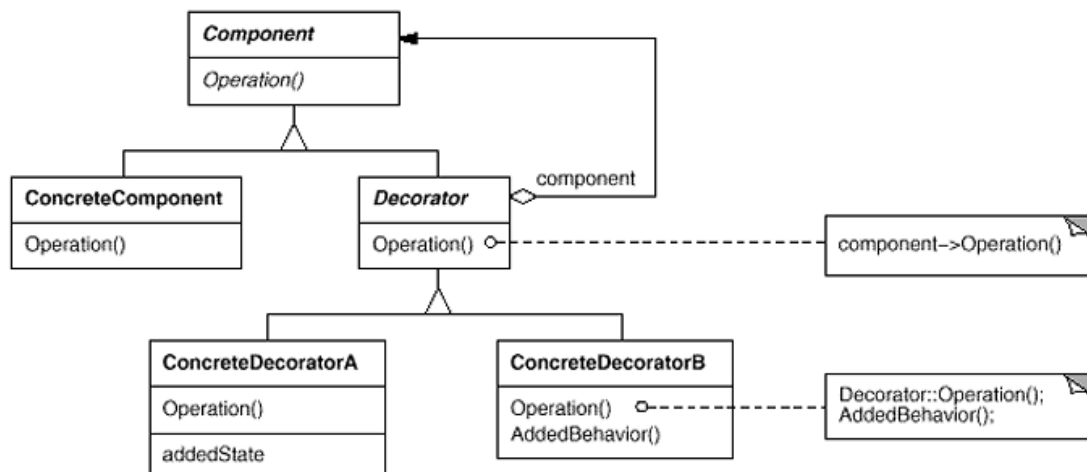 Component
Operation()
component
ConcreteComponent
Operation()
Decorator
Operation()
component->Operation()
ConcreteDecoratorA
Operation()
addedState
ConcreteDecoratorB
Operation()
AddedBehavior()
Decorator::Operation();
AddedBehavior();